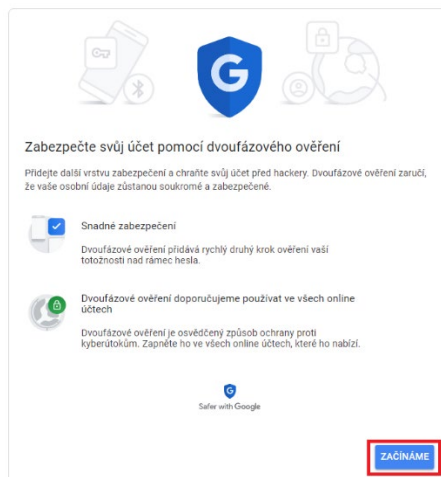 G
Zabezpečte svůj účet pomocí dvoufázového ověření
Přidejte další vrstvu zabezpečení a chraňte svůj účet před hackery. Dvoufázové ověření zaručí,
že vaše osobní údaje zůstanou soukromé a zabezpečené.
Snadné zabezpečení
Dvoufázové ověření přidává rychlý druhý krok ověření vaší
totožnosti nad rámec hesla.
Dvoufázové ověření doporučujeme používat ve všech online
účtech
Dvoufázové ověření je osvědčený způsob ochrany proti
kyberútokům. Zapněte ho ve všech online účtech, které ho nabízí.
G
Safer with Google
ZAČÍNÁME